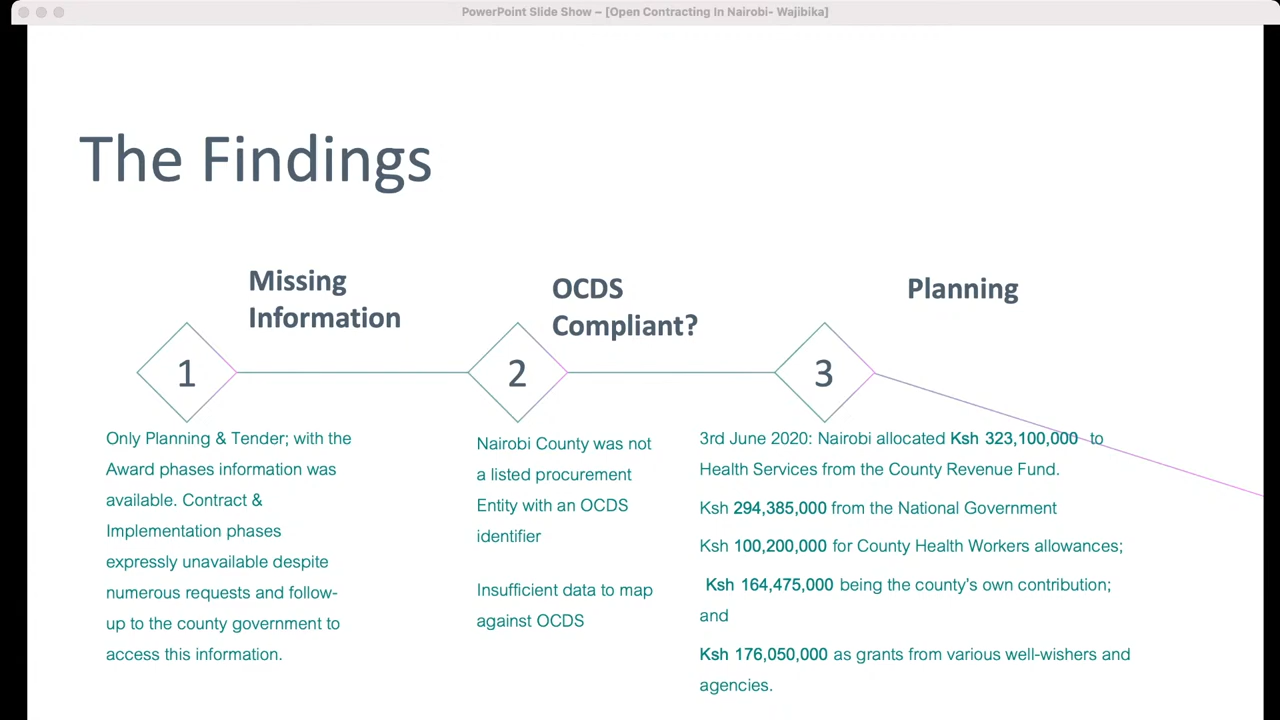 PowerPoint Slide Show – [Open Contracting In Nairobi- Wajibika]
The Findings
Missing
Information
1
Only Planning & Tender; with the
Award phases information was
available. Contract &
Implementation phases
expressly unavailable despite
numerous requests and follow-
up to the county government to
access this information.
OCDS
Compliant?
2
Nairobi County was not
a listed procurement
Entity with an OCDS
identifier
Insufficient data to map
against OCDS
Planning
3
3rd June 2020: Nairobi allocated Ksh 323,100,000 to
Health Services from the County Revenue Fund.
Ksh 294,385,000 from the National Government
Ksh 100,200,000 for County Health Workers allowances;
Ksh 164,475,000 being the county's own contribution;
and
Ksh 176,050,000 as grants from various well-wishers and
agencies.